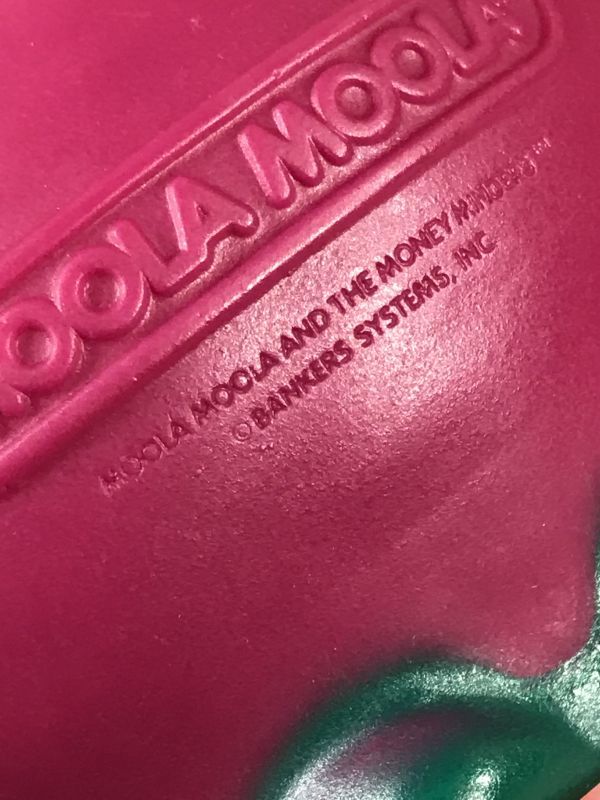 MOOLA MOOLA
MOOLA MOOLA AND THE MONEY MINDERS™
© BANKERS SYSTEMS, INC